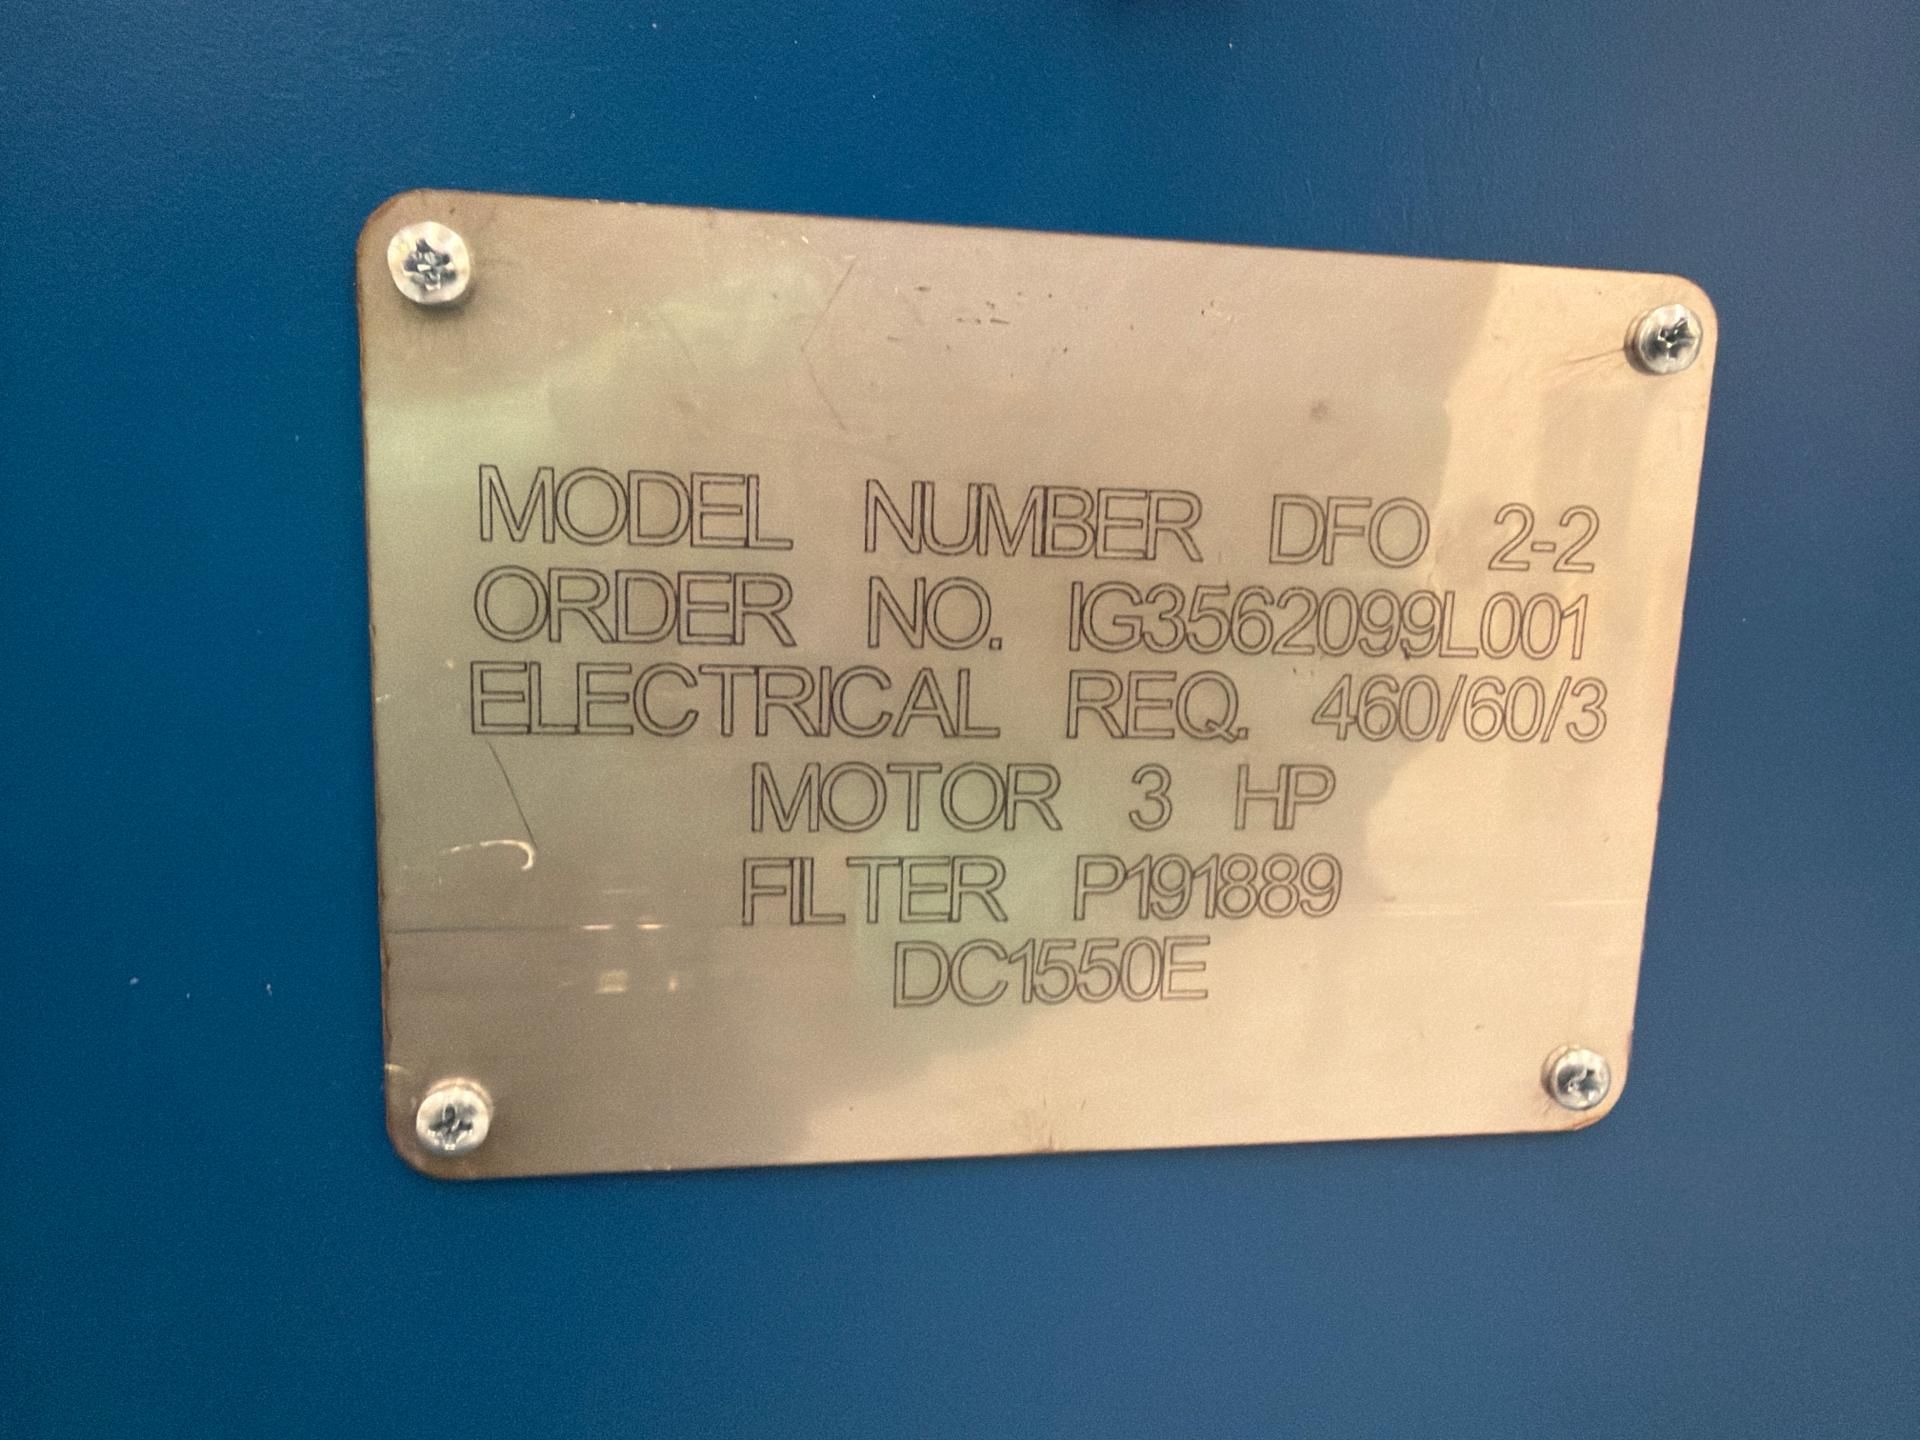 MODEL NUMBER DFO 2-2
ORDER NO. IG3562099L001
ELECTRICAL REQ. 460/60/3
MOTOR 3 HP
FILTER P191889
DC1550E